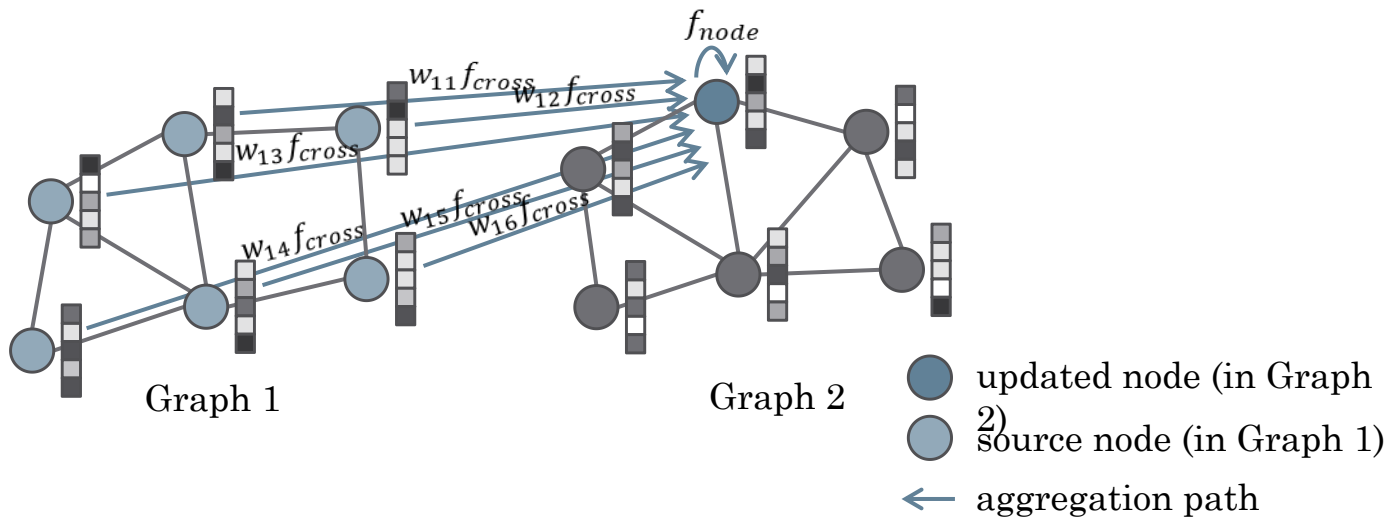 f_node
w_11 f_cross
w_12 f_cross
w_13 f_cross
w_15 f_cross
w_16 f_cross
w_14 f_cross
Graph 1
Graph 2
updated node (in Graph
2)
source node (in Graph 1)
aggregation path